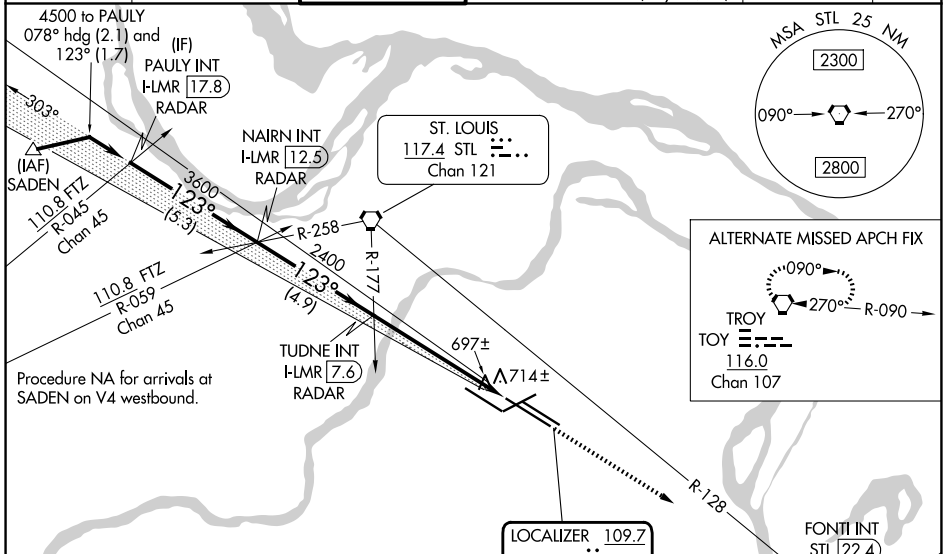 4500 to PAULY
078° hdg (2.1) and
123° (1.7)
(IF)
PAULY INT
I-LMR 17.8
RADAR
303°
(IAF)
SADEN
110.8 FTZ
R-045
Chan 45
NAIRN INT
I-LMR 12.5
RADAR
3600
123°
(5.3)
ST. LOUIS
117.4 STL
Chan 121
MSA STL 25 NM
2300
090°
270°
2800
R-258
2400
123°
(4.9)
R-177
110.8 FTZ
R-059
Chan 45
TUDNE INT
I-LMR 7.6
RADAR
697±
714±
Procedure NA for arrivals at
SADEN on V4 westbound.
ALTERNATE MISSED APCH FIX
090°
270°
R-090
TROY
TOY
116.0
Chan 107
R-128
LOCALIZER 109.7
FONTI INT
STL 22.4